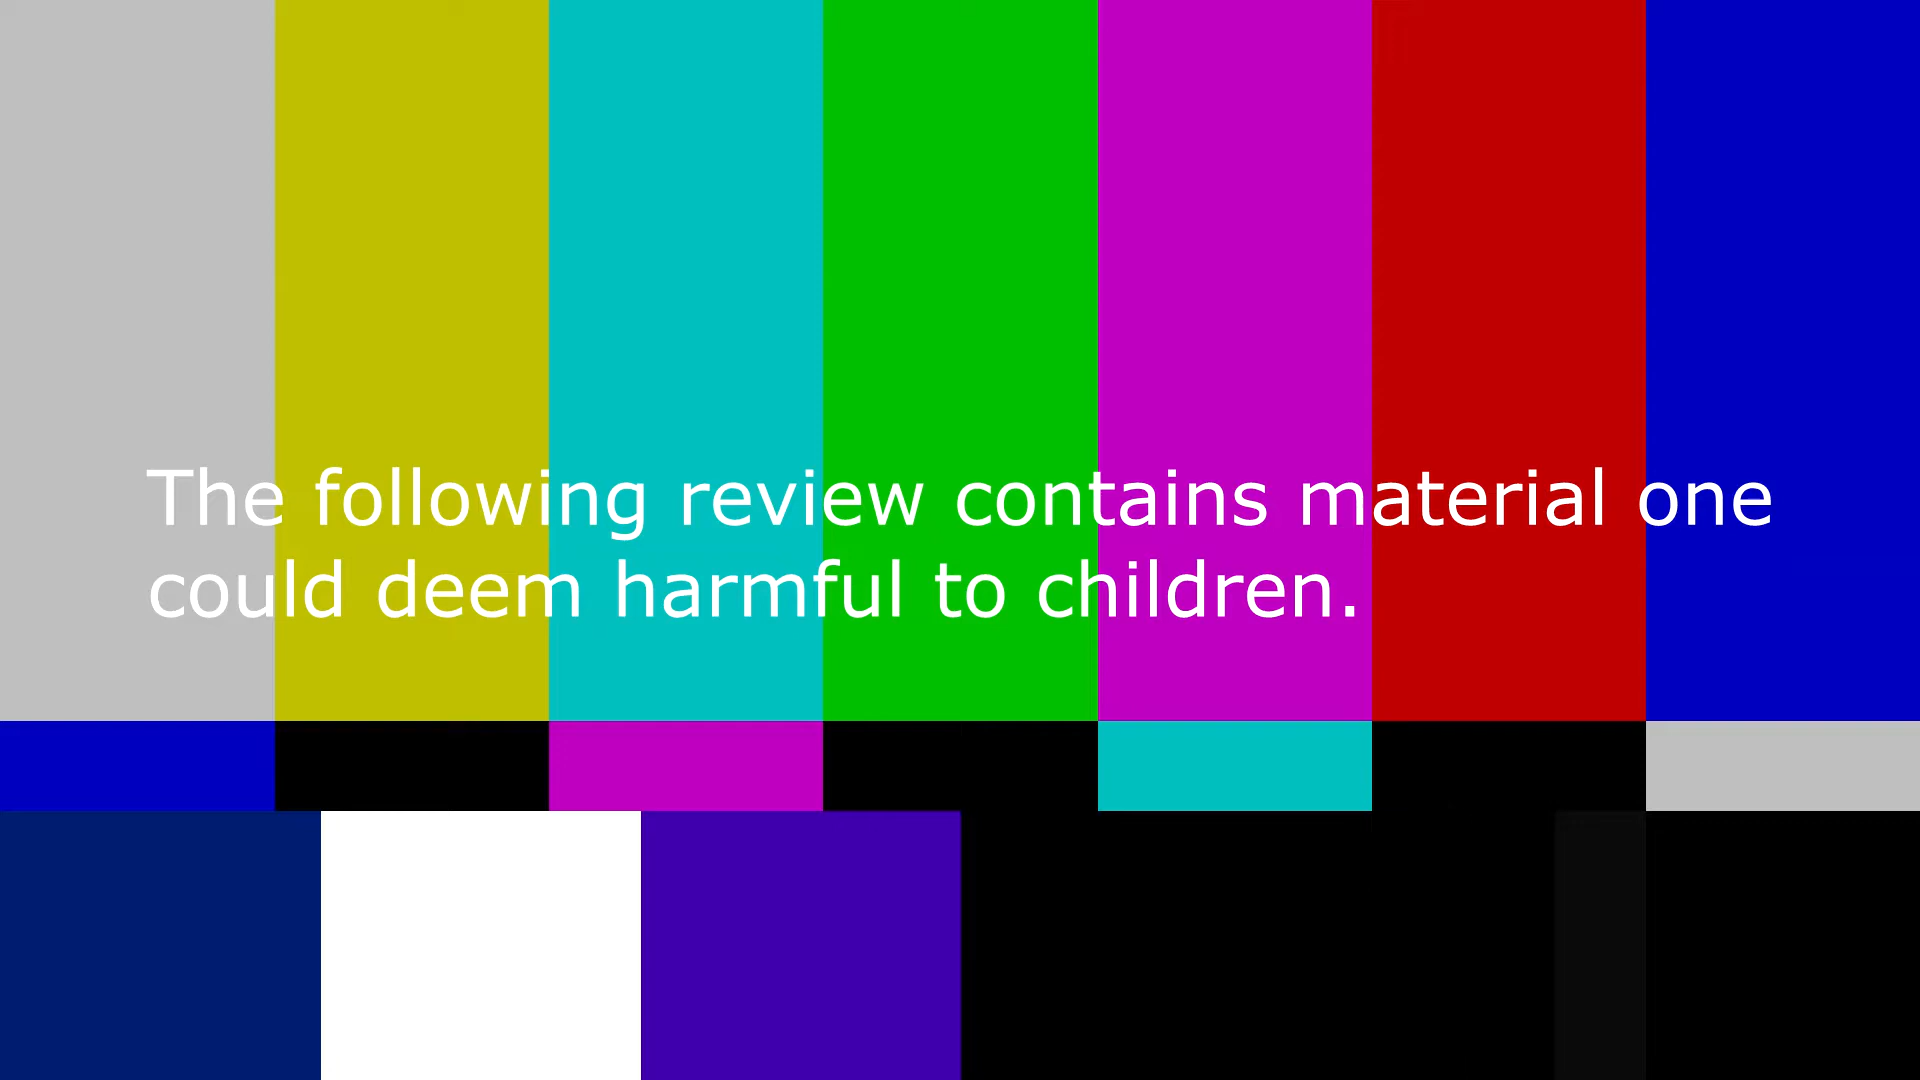 The following review contains material one
could deem harmful to children.